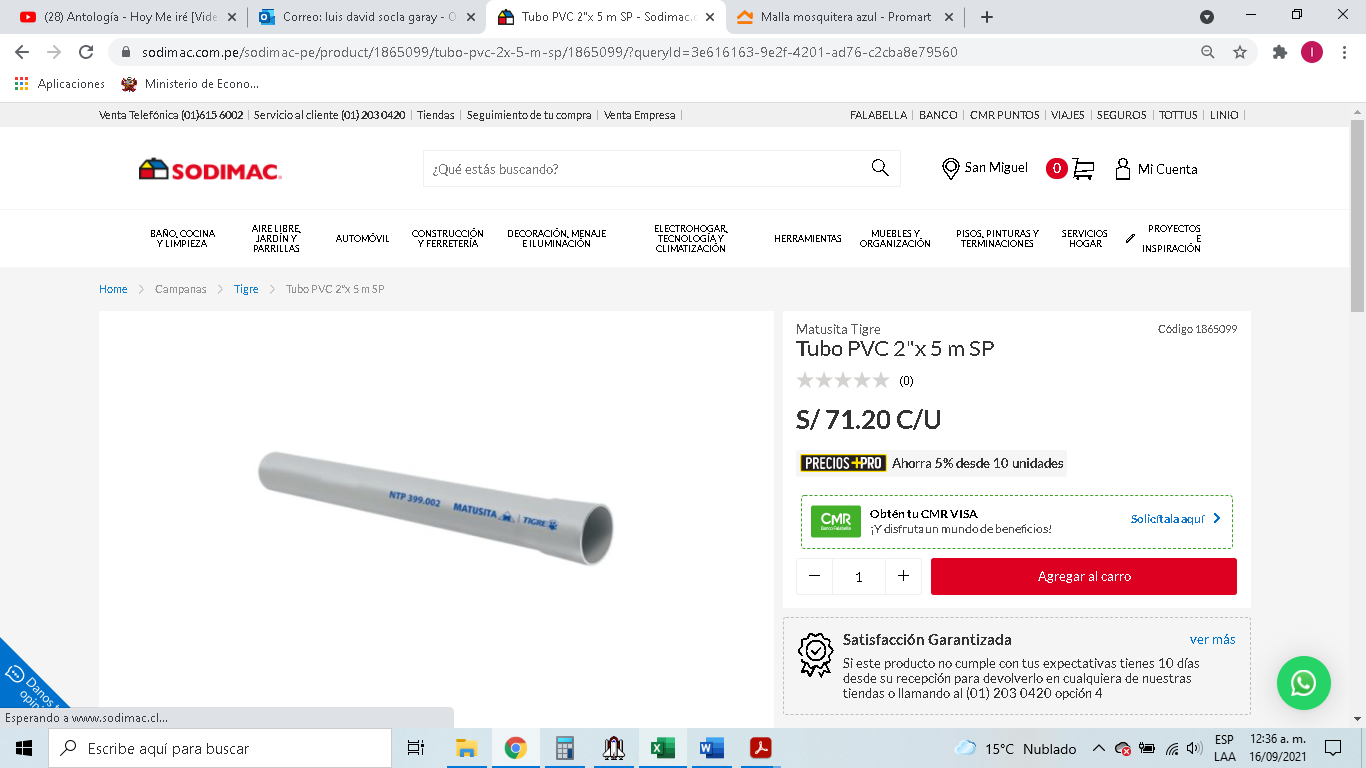 (28) Antología - Hoy Me iré [Vide
Correo: luis david socla garay - O
Tubo PVC 2"x 5 m SP - Sodimac.c
Malla mosquitera azul - Promart
sodimac.com.pe/sodimac-pe/product/1865099/tubo-pvc-2x-5-m-sp/1865099/?queryId=3e616163-9e2f-4201-ad76-c2cba8e79560
I
Aplicaciones
Ministerio de Econo...
Venta Telefónica (01)615 6002 | Servicio al cliente (01) 203 0420 | Tiendas | Seguimiento de tu compra | Venta Empresa |
FALABELLA | BANCO | CMR PUNTOS | VIAJES | SEGUROS | TOTTUS | LINIO |
SODIMAC
¿Qué estás buscando?
San Miguel
0
Mi Cuenta
BAÑO, COCINA
Y LIMPIEZA
AIRE LIBRE,
JARDÍN Y
PARRILLAS
AUTOMÓVIL
CONSTRUCCIÓN
Y FERRETERÍA
DECORACIÓN, MENAJE
E ILUMINACIÓN
ELECTROHOGAR,
TECNOLOGÍA Y
CLIMATIZACIÓN
HERRAMIENTAS
MUEBLES Y
ORGANIZACIÓN
PISOS, PINTURAS Y
TERMINACIONES
SERVICIOS
HOGAR
PROYECTOS
E
INSPIRACIÓN
Home > Campanas > Tigre > Tubo PVC 2"x 5 m SP
NTP 399.002 MATUSITA | TIGRE
Matusita Tigre
Código 1865099
Tubo PVC 2"x 5 m SP
(0)
S/ 71.20 C/U
PRECIOS+PRO Ahorra 5% desde 10 unidades
CMR
Banco Falabella
Obtén tu CMR VISA
¡Y disfruta un mundo de beneficios!
Solicítala aquí
1
Agregar al carro
Satisfacción Garantizada
ver más
Si este producto no cumple con tus expectativas tienes 10 días
desde su recepción para devolverlo en cualquiera de nuestras
tiendas o llamando al (01) 203 0420 opción 4
Danos t
opin
Esperando a www.sodimac.cl...
Escribe aquí para buscar
15°C Nublado
ESP
LAA
12:36 a. m.
16/09/2021